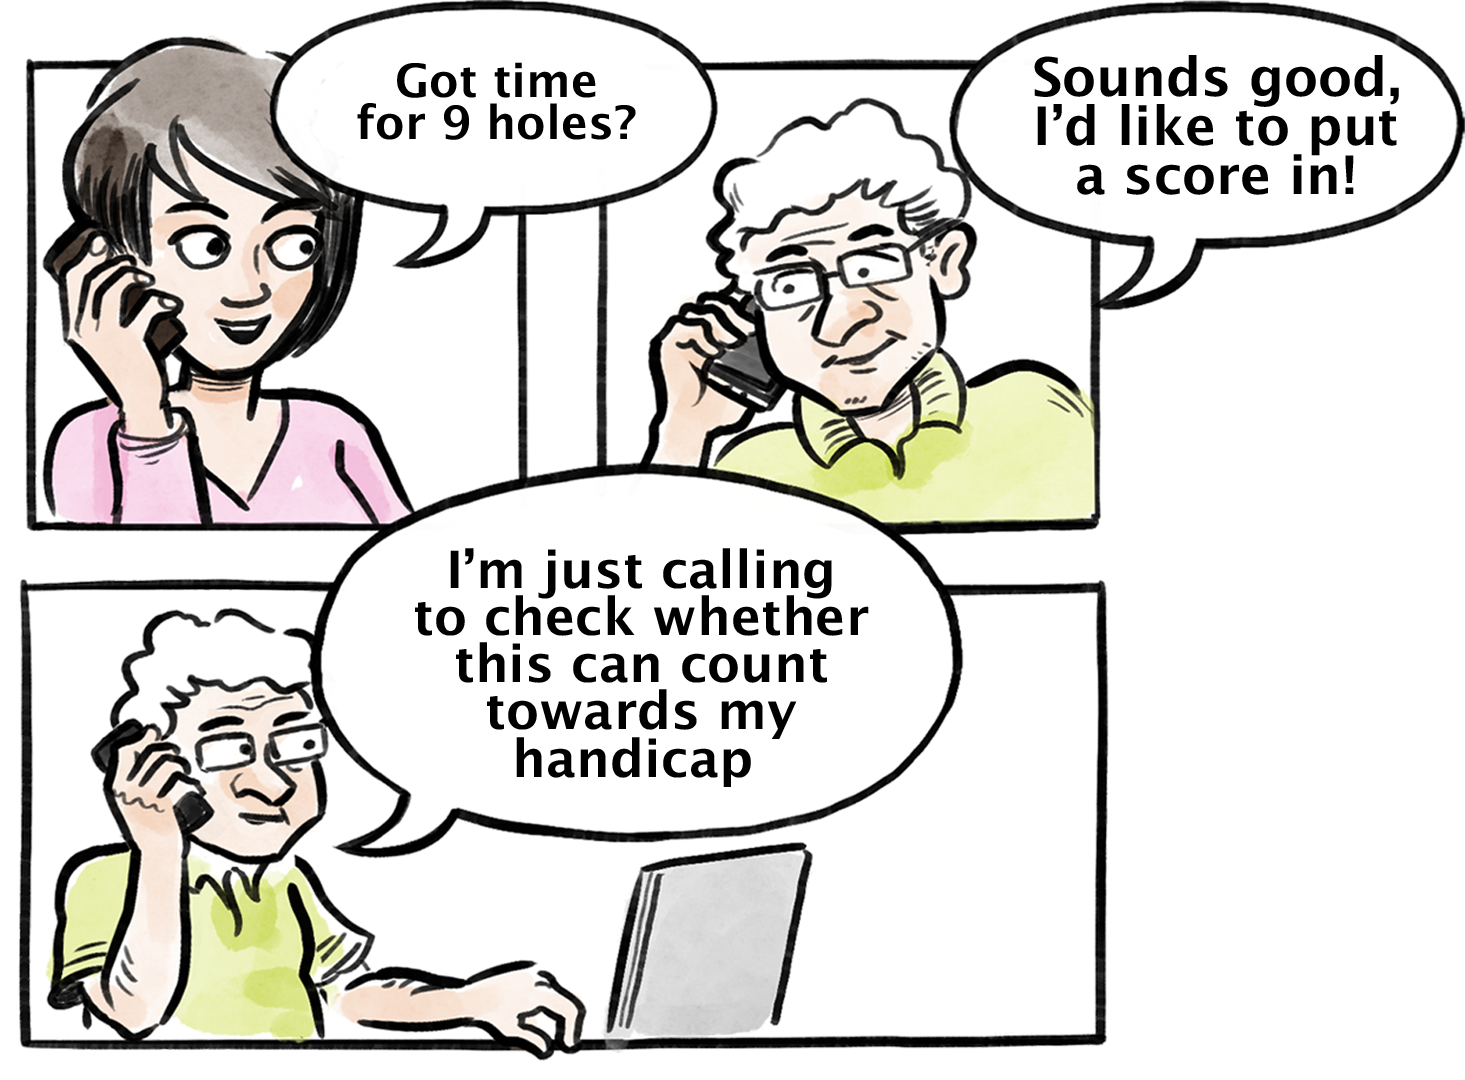 Got time
for 9 holes?
Sounds good,
I'd like to put
a score in!
I'm just calling
to check whether
this can count
towards my
handicap